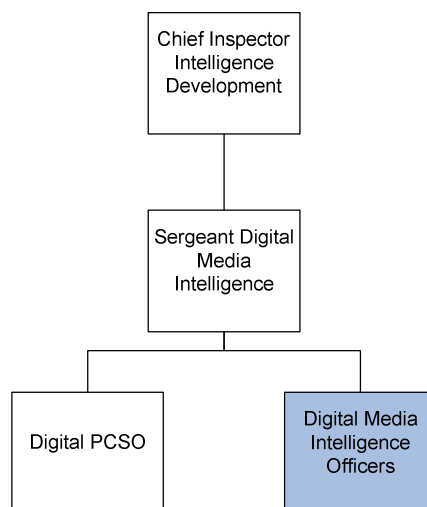 Chief Inspector
Intelligence
Development
Sergeant Digital
Media
Intelligence
Digital PCSO
Digital Media
Intelligence
Officers